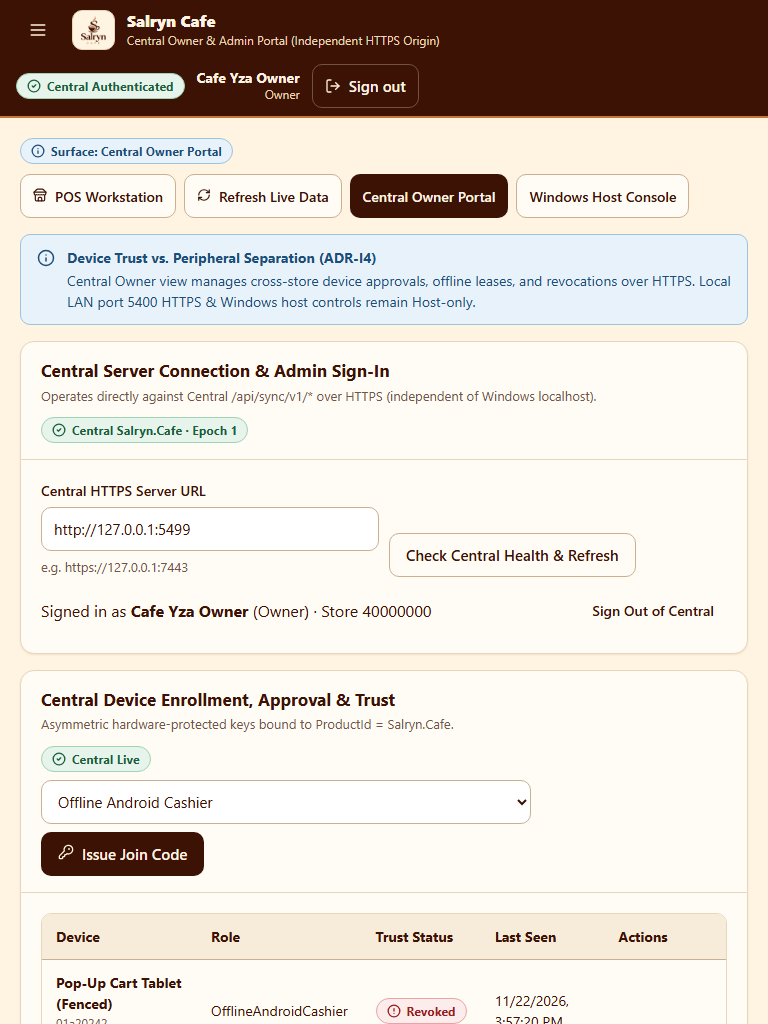 Salryn
Salryn Cafe
Central Owner & Admin Portal (Independent HTTPS Origin)
Central Authenticated
Cafe Yza Owner
Owner
Sign out
Surface: Central Owner Portal
POS Workstation
Refresh Live Data
Central Owner Portal
Windows Host Console
Device Trust vs. Peripheral Separation (ADR-I4)
Central Owner view manages cross-store device approvals, offline leases, and revocations over HTTPS. Local
LAN port 5400 HTTPS & Windows host controls remain Host-only.
Central Server Connection & Admin Sign-In
Operates directly against Central /api/sync/v1/* over HTTPS (independent of Windows localhost).
Central Salryn.Cafe · Epoch 1
Central HTTPS Server URL
http://127.0.0.1:5499
e.g. https://127.0.0.1:7443
Check Central Health & Refresh
Signed in as Cafe Yza Owner (Owner) · Store 40000000
Sign Out of Central
Central Device Enrollment, Approval & Trust
Asymmetric hardware-protected keys bound to ProductId = Salryn.Cafe.
Central Live
Offline Android Cashier
Issue Join Code
Device Role Trust Status Last Seen Actions
Pop-Up Cart Tablet
(Fenced)
OfflineAndroidCashier
Revoked
11/22/2026,
3:57:20 PM